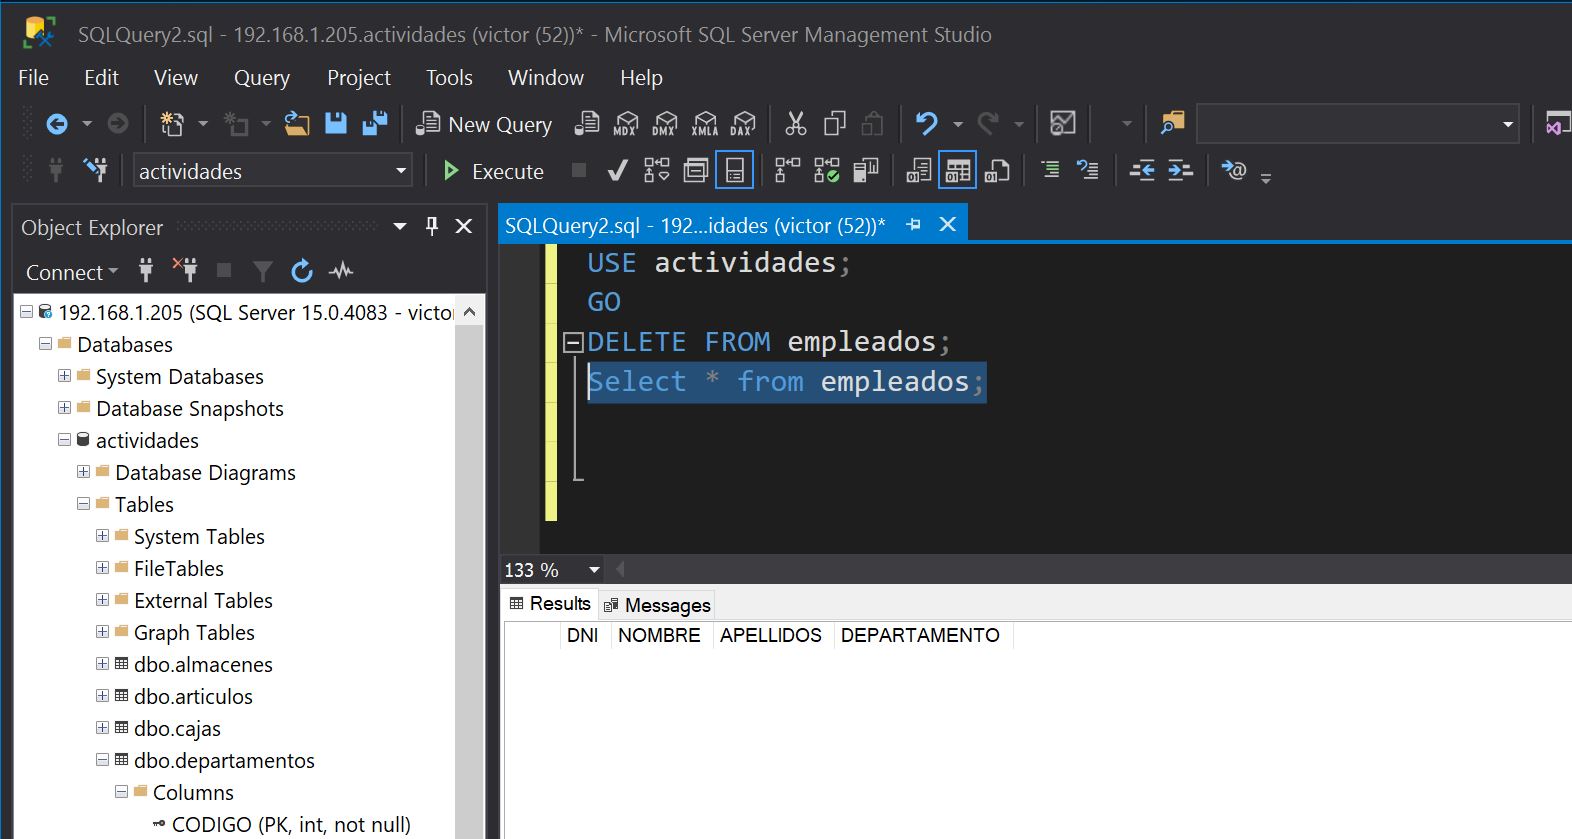 SQLQuery2.sql - 192.168.1.205.actividades (victor (52))* - Microsoft SQL Server Management Studio
File Edit View Query Project Tools Window Help
New Query MDX DMX XMLA DAX
actividades Execute
Object Explorer
Connect
192.168.1.205 (SQL Server 15.0.4083 - victo
Databases
System Databases
Database Snapshots
actividades
Database Diagrams
Tables
System Tables
FileTables
External Tables
Graph Tables
dbo.almacenes
dbo.articulos
dbo.cajas
dbo.departamentos
Columns
CODIGO (PK, int, not null)
SQLQuery2.sql - 192...idades (victor (52))*
USE actividades;
GO
DELETE FROM empleados;
Select * from empleados;
133 %
Results Messages
DNI NOMBRE APELLIDOS DEPARTAMENTO